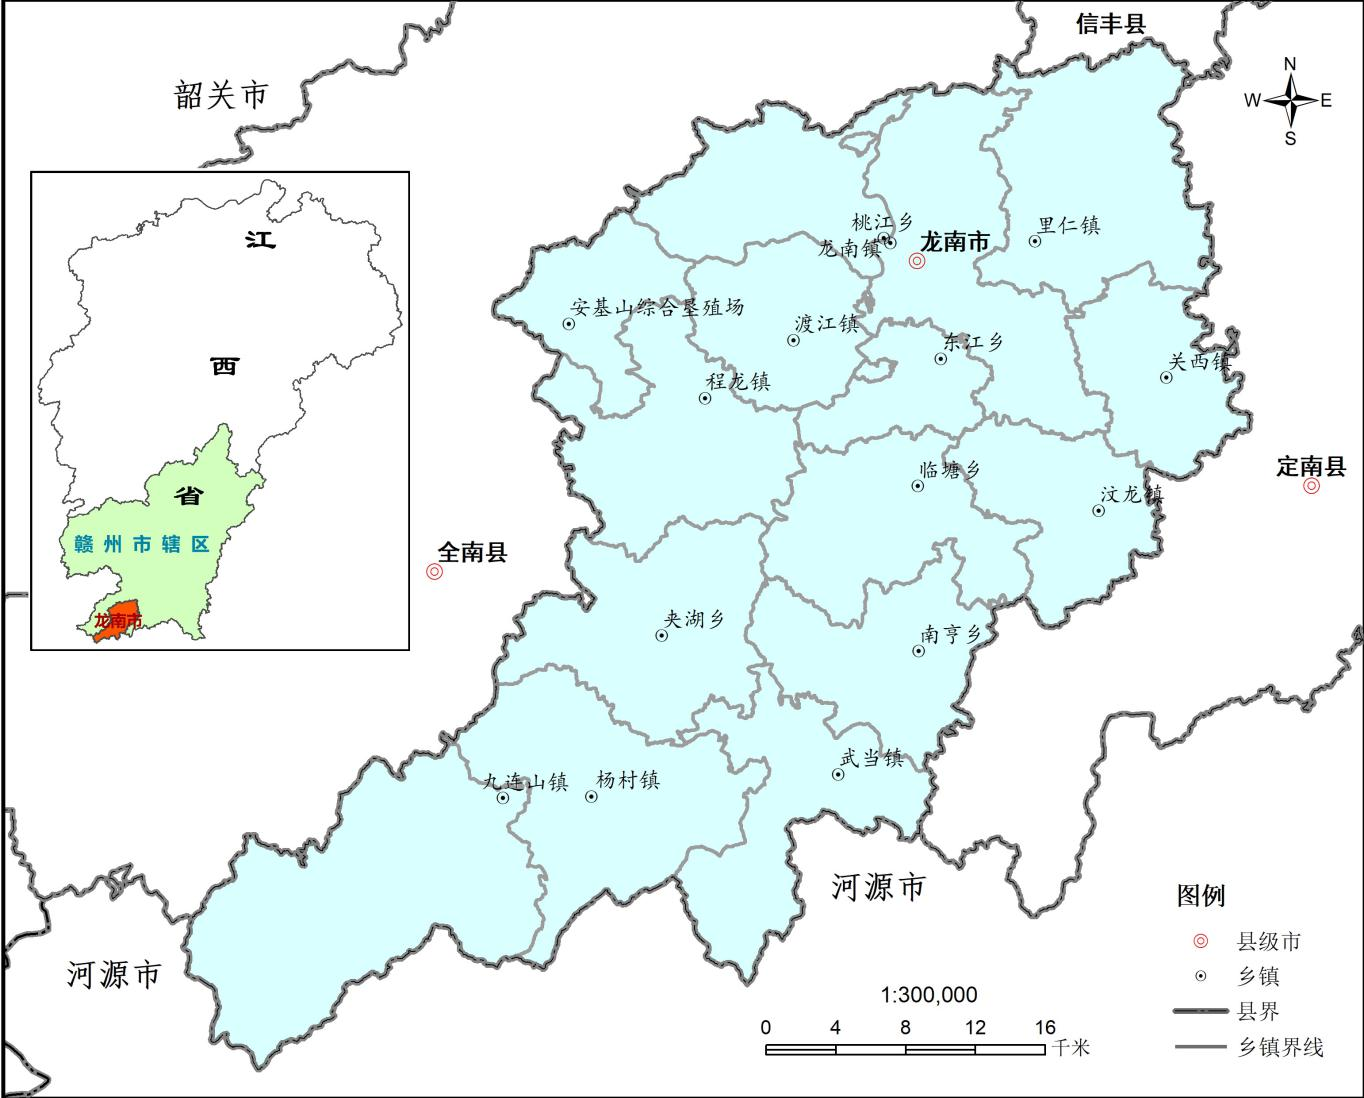 信丰县
韶关市
N
W
E
S
江
西
省
赣州市辖区
龙南市
桃江乡
龙南镇
龙南市
里仁镇
安基山综合垦殖场
渡江镇
东江乡
关西镇
程龙镇
临塘乡
汶龙镇
定南县
全南县
夹湖乡
南亨乡
武当镇
九连山镇
杨村镇
河源市
河源市
图例
县级市
乡镇
县界
乡镇界线
1:300,000
0 4 8 12 16
千米